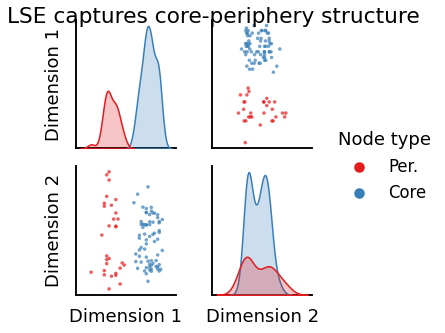 LSE captures core-periphery structure
Dimension 1
Dimension 2
Dimension 1
Dimension 2
Node type
Per.
Core